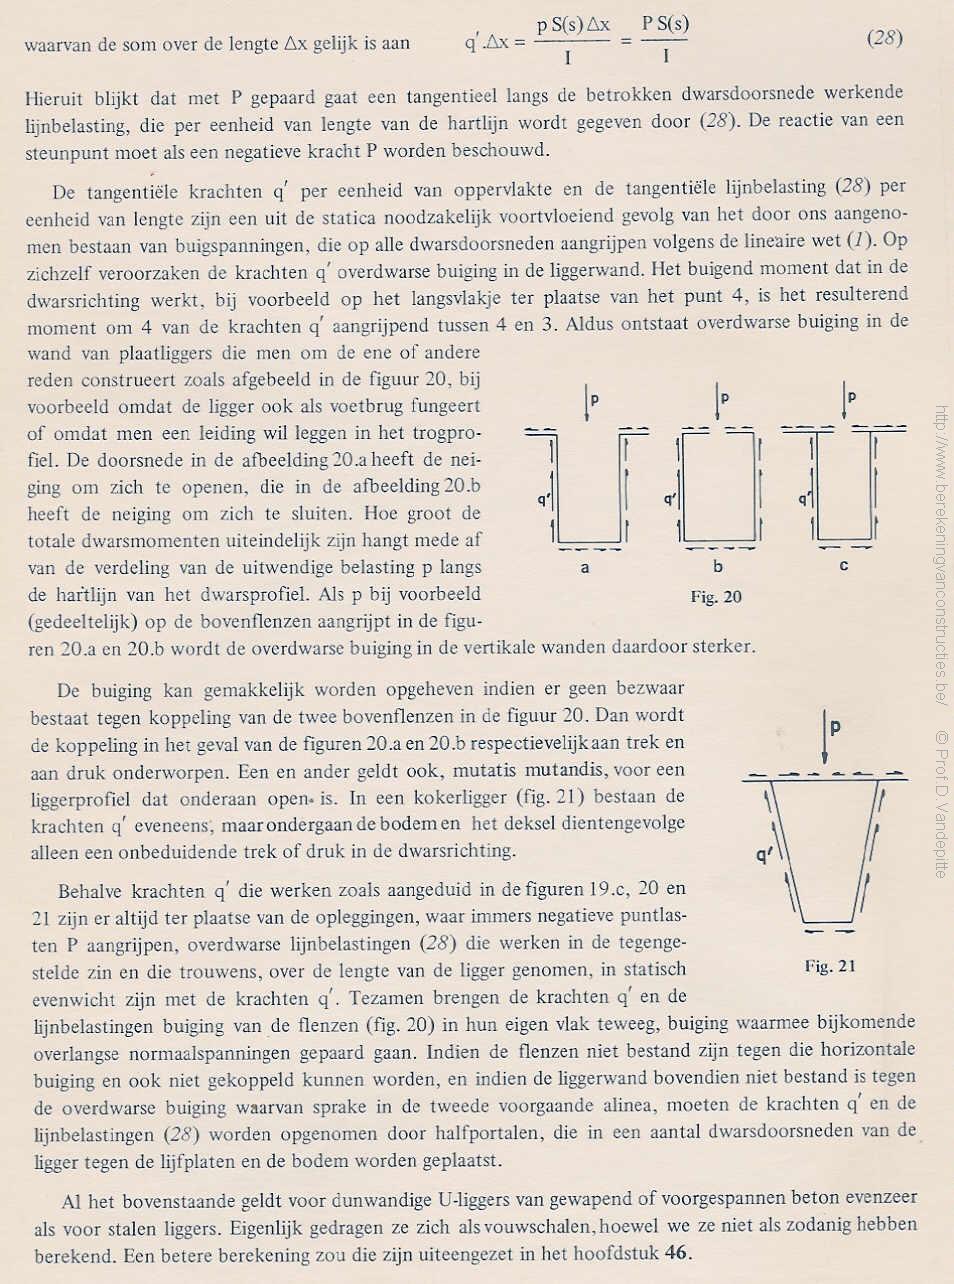 waarvan de som over de lengte Δx gelijk is aan q′.Δx = p S(s) Δx / I = P S(s) / I (28)
Hieruit blijkt dat met P gepaard gaat een tangentieel langs de betrokken dwarsdoorsnede werkende
lijnbelasting, die per eenheid van lengte van de hartlijn wordt gegeven door (28). De reactie van een
steunpunt moet als een negatieve kracht P worden beschouwd.
De tangentiële krachten q′ per eenheid van oppervlakte en de tangentiële lijnbelasting (28) per
eenheid van lengte zijn een uit de statica noodzakelijk voortvloeiend gevolg van het door ons aangeno-
men bestaan van buigspanningen, die op alle dwarsdoorsneden aangrijpen volgens de lineaire wet (1). Op
zichzelf veroorzaken de krachten q′ overdwarse buiging in de liggerwand. Het buigend moment dat in de
dwarsrichting werkt, bij voorbeeld op het langsvlakje ter plaatse van het punt 4, is het resulterend
moment om 4 van de krachten q′ aangrijpend tussen 4 en 3. Aldus ontstaat overdwarse buiging in de
wand van plaatliggers die men om de ene of andere
reden construeert zoals afgebeeld in de figuur 20, bij
voorbeeld omdat de ligger ook als voetbrug fungeert
of omdat men een leiding wil leggen in het trogpro-
fiel. De doorsnede in de afbeelding 20.a heeft de nei-
ging om zich te openen, die in de afbeelding 20.b
heeft de neiging om zich te sluiten. Hoe groot de
totale dwarsmomenten uiteindelijk zijn hangt mede af
van de verdeling van de uitwendige belasting p langs
de hartlijn van het dwarsprofiel. Als p bij voorbeeld
(gedeeltelijk) op de bovenflenzen aangrijpt in de figu-
ren 20.a en 20.b wordt de overdwarse buiging in de vertikale wanden daardoor sterker.
P P P
q′ q′ q′
a b c
Fig. 20
De buiging kan gemakkelijk worden opgeheven indien er geen bezwaar
bestaat tegen koppeling van de twee bovenflenzen in de figuur 20. Dan wordt
de koppeling in het geval van de figuren 20.a en 20.b respectievelijk aan trek en
aan druk onderworpen. Een en ander geldt ook, mutatis mutandis, voor een
liggerprofiel dat onderaan open is. In een kokerligger (fig. 21) bestaan de
krachten q′ eveneens, maar ondergaan de bodem en het deksel dientengevolge
alleen een onbeduidende trek of druk in de dwarsrichting.
Behalve krachten q′ die werken zoals aangeduid in de figuren 19.c, 20 en
21 zijn er altijd ter plaatse van de opleggingen, waar immers negatieve puntlas-
ten P aangrijpen, overdwarse lijnbelastingen (28) die werken in de tegenge-
stelde zin en die trouwens, over de lengte van de ligger genomen, in statisch
evenwicht zijn met de krachten q′. Tezamen brengen de krachten q′ en de
P
q′
Fig. 21
lijnbelastingen buiging van de flenzen (fig. 20) in hun eigen vlak teweeg, buiging waarmee bijkomende
overlangse normaalspanningen gepaard gaan. Indien de flenzen niet bestand zijn tegen die horizontale
buiging en ook niet gekoppeld kunnen worden, en indien de liggerwand bovendien niet bestand is tegen
de overdwarse buiging waarvan sprake in de tweede voorgaande alinea, moeten de krachten q′ en de
lijnbelastingen (28) worden opgenomen door halfportalen, die in een aantal dwarsdoorsneden van de
ligger tegen de lijfplaten en de bodem worden geplaatst.
Al het bovenstaande geldt voor dunwandige U-liggers van gewapend of voorgespannen beton evenzeer
als voor stalen liggers. Eigenlijk gedragen ze zich als vouwschalen, hoewel we ze niet als zodanig hebben
berekend. Een betere berekening zou die zijn uiteengezet in het hoofdstuk 46.
http://www.berekeningvanconstructies.be/ © Prof.D.Vandepitte